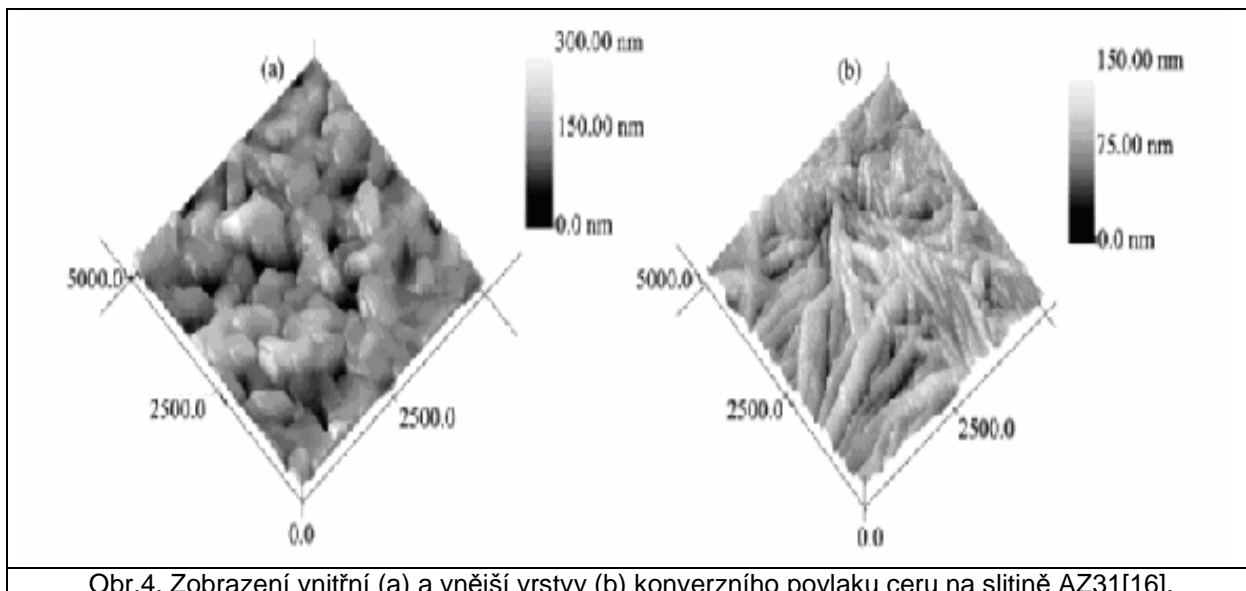 (a)
300.00 nm
150.00 nm
0.0 nm
5000.0
2500.0
2500.0
0.0
(b)
150.00 nm
75.00 nm
0.0 nm
5000.0
2500.0
2500.0
0.0
Obr.4. Zobrazení vnitřní (a) a vnější vrstvy (b) konverzního povlaku ceru na slitině AZ31[16].